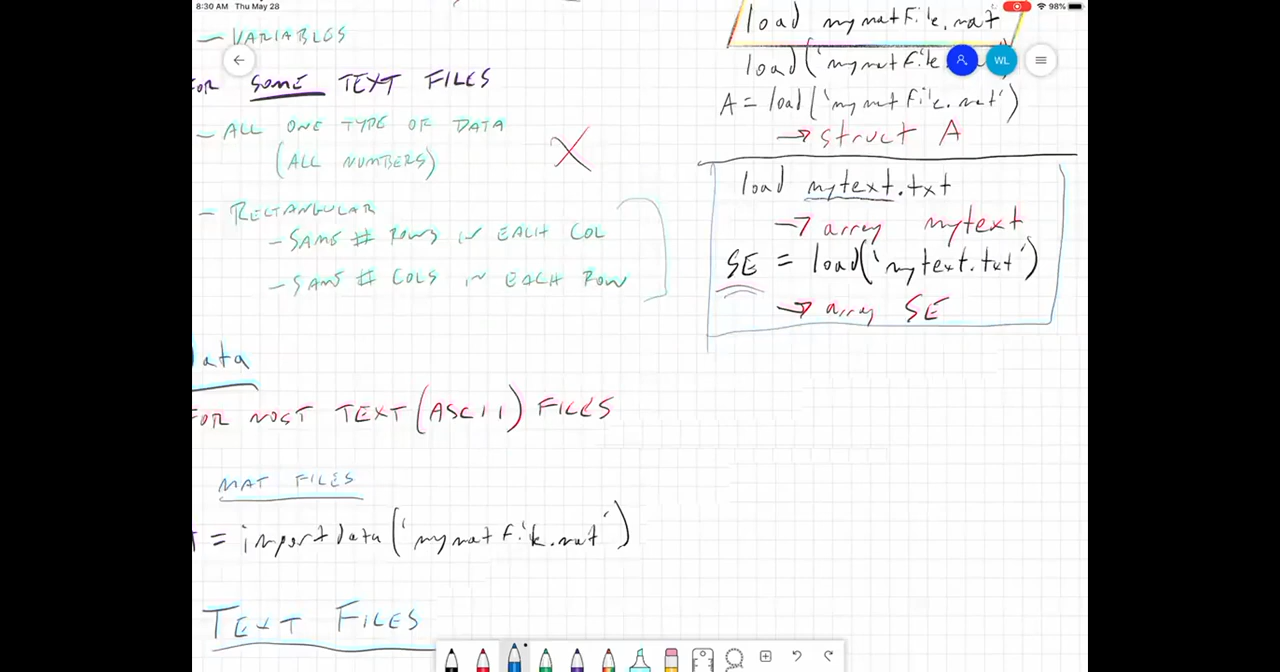 8:30 AM Thu May 28
98%
- VARIABLES
FOR SOME TEXT FILES
- ALL ONE TYPE OF DATA
(ALL NUMBERS)
X
- RECTANGULAR
- SAME # ROWS IN EACH COL
- SAME # COLS IN EACH ROW
Data
FOR MOST TEXT (ASCII) FILES
MAT FILES
= importdata('mymatfile.mat')
TEXT FILES
load mymatfile.mat
load('mymatfile
WL
A = load('mymatfile.mat')
→ struct A
load mytext.txt
→ array mytext
SE = load('mytext.txt')
→ array SE